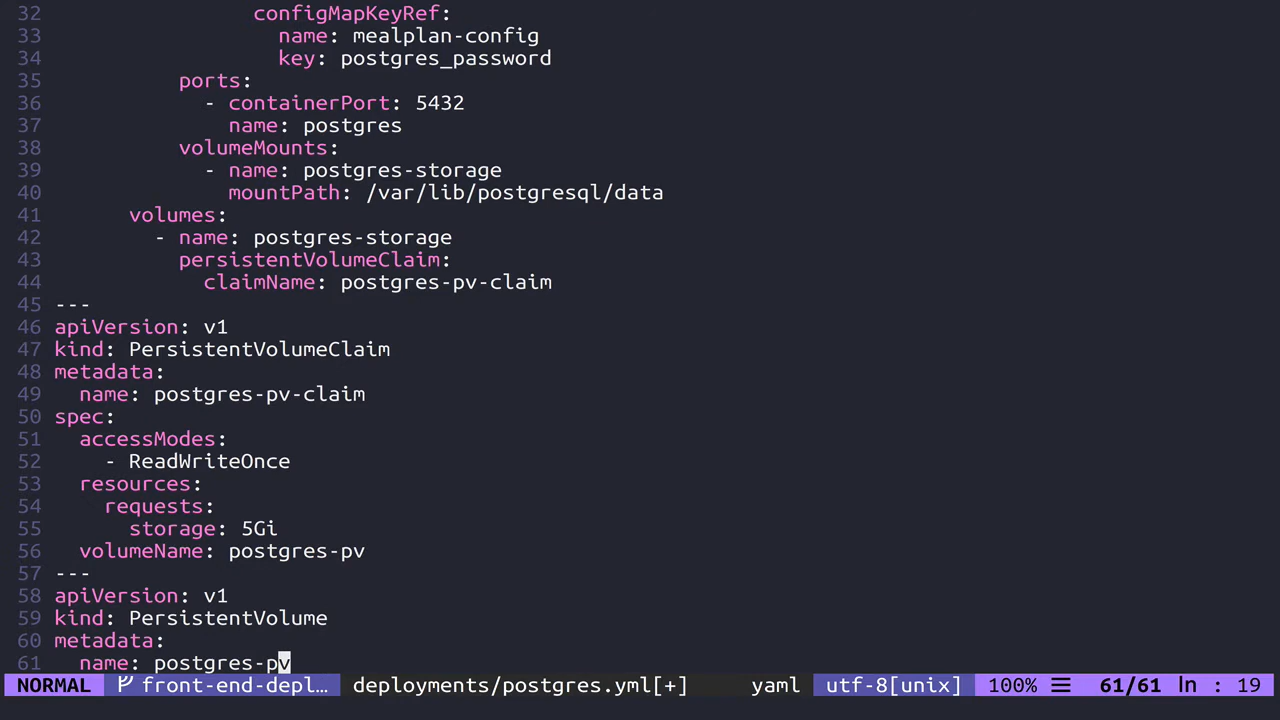 32 configMapKeyRef:
33 name: mealplan-config
34 key: postgres_password
35 ports:
36 - containerPort: 5432
37 name: postgres
38 volumeMounts:
39 - name: postgres-storage
40 mountPath: /var/lib/postgresql/data
41 volumes:
42 - name: postgres-storage
43 persistentVolumeClaim:
44 claimName: postgres-pv-claim
45 ---
46 apiVersion: v1
47 kind: PersistentVolumeClaim
48 metadata:
49 name: postgres-pv-claim
50 spec:
51 accessModes:
52 - ReadWriteOnce
53 resources:
54 requests:
55 storage: 5Gi
56 volumeName: postgres-pv
57 ---
58 apiVersion: v1
59 kind: PersistentVolume
60 metadata:
61 name: postgres-pv
NORMAL front-end-depl… deployments/postgres.yml[+] yaml utf-8[unix] 100% ☰ 61/61 ln : 19